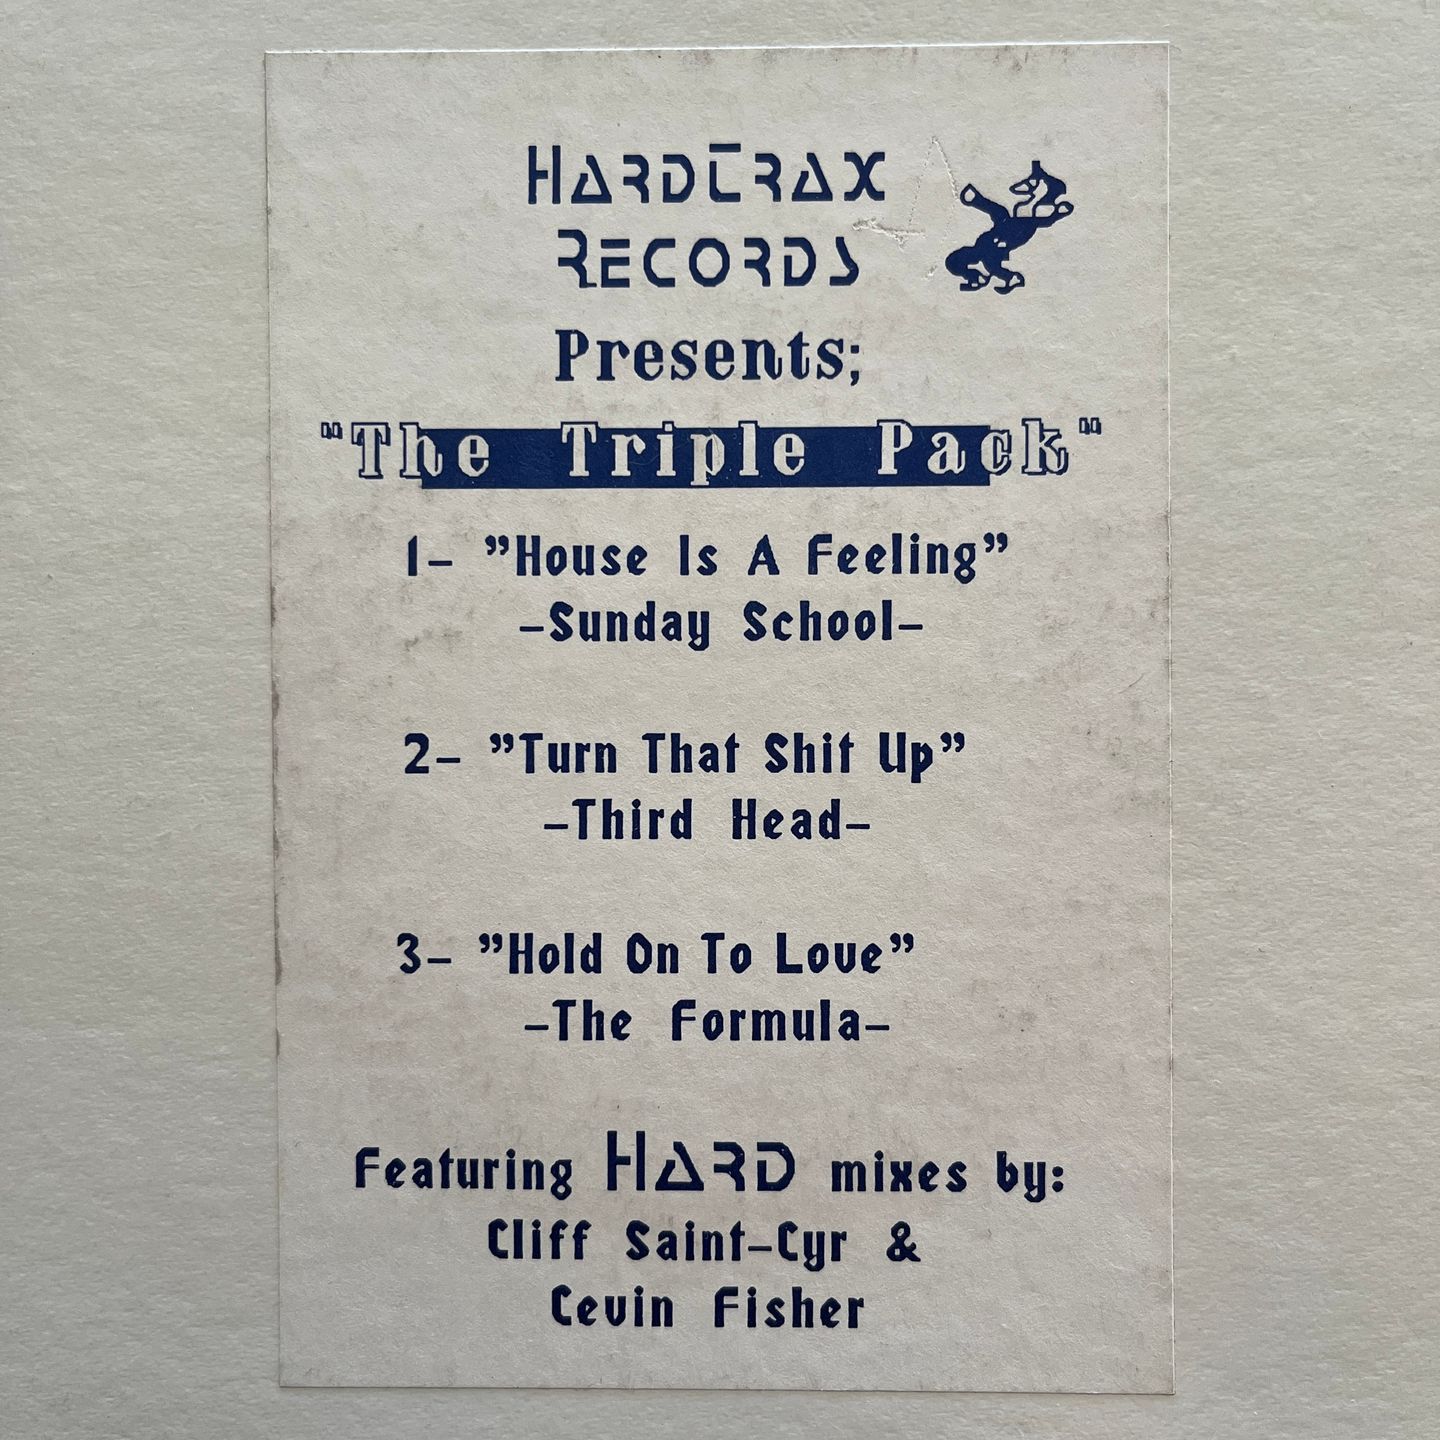 HARDTRAX
RECORDS
Presents;
"The Triple Pack"
1- ”House Is A Feeling”
-Sunday School-
2- ”Turn That Shit Up”
-Third Head-
3- ”Hold On To Love”
-The Formula-
Featuring HARD mixes by:
Cliff Saint-Cyr &
Cevin Fisher